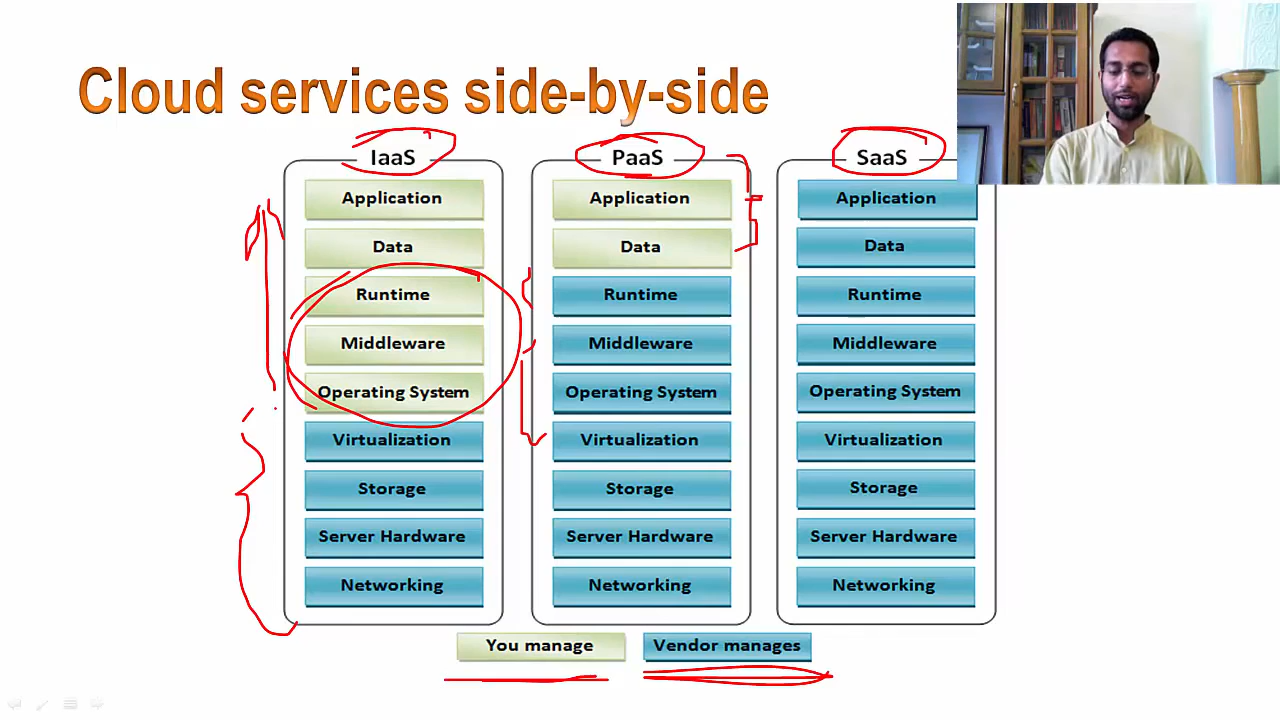 Cloud services side-by-side
IaaS
Application
Data
Runtime
Middleware
Operating System
Virtualization
Storage
Server Hardware
Networking
PaaS
Application
Data
Runtime
Middleware
Operating System
Virtualization
Storage
Server Hardware
Networking
SaaS
Application
Data
Runtime
Middleware
Operating System
Virtualization
Storage
Server Hardware
Networking
You manage
Vendor manages